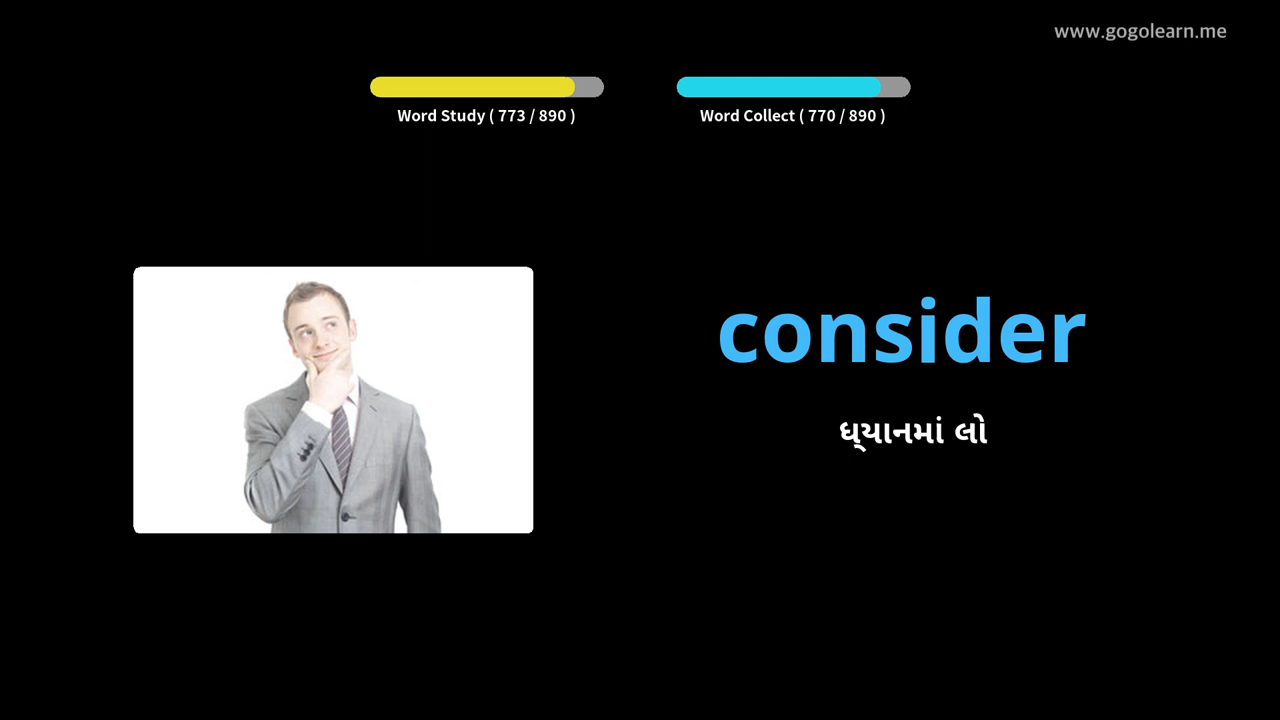 www.gogolearn.me
Word Study ( 773 / 890 )
Word Collect ( 770 / 890 )
consider
ધ્યાનમાં લો